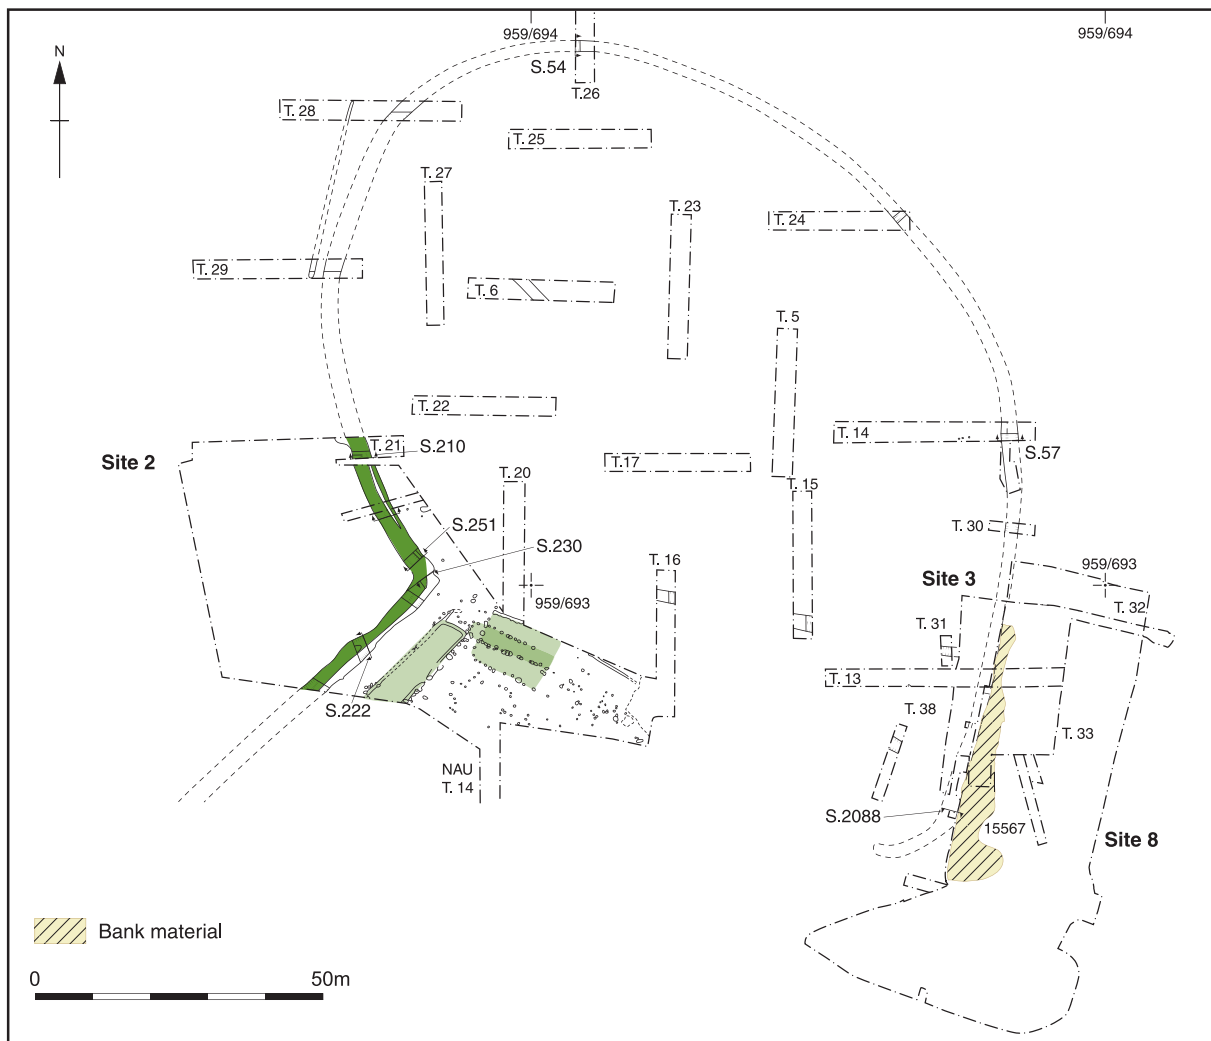 959/694
959/694
N
S.54
T.26
T. 28
T. 25
T. 27
T. 23
T. 24
T. 29
T. 6
T. 5
T. 22
T. 14
Site 2
T. 21
S.210
T.17
S.57
T. 20
T. 15
S.251
T. 30
S.230
T. 16
Site 3
959/693
959/693
T. 32
T. 31
T. 13
S.222
T. 38
T. 33
NAU
T. 14
S.2088
15567
Site 8
Bank material
0
50m